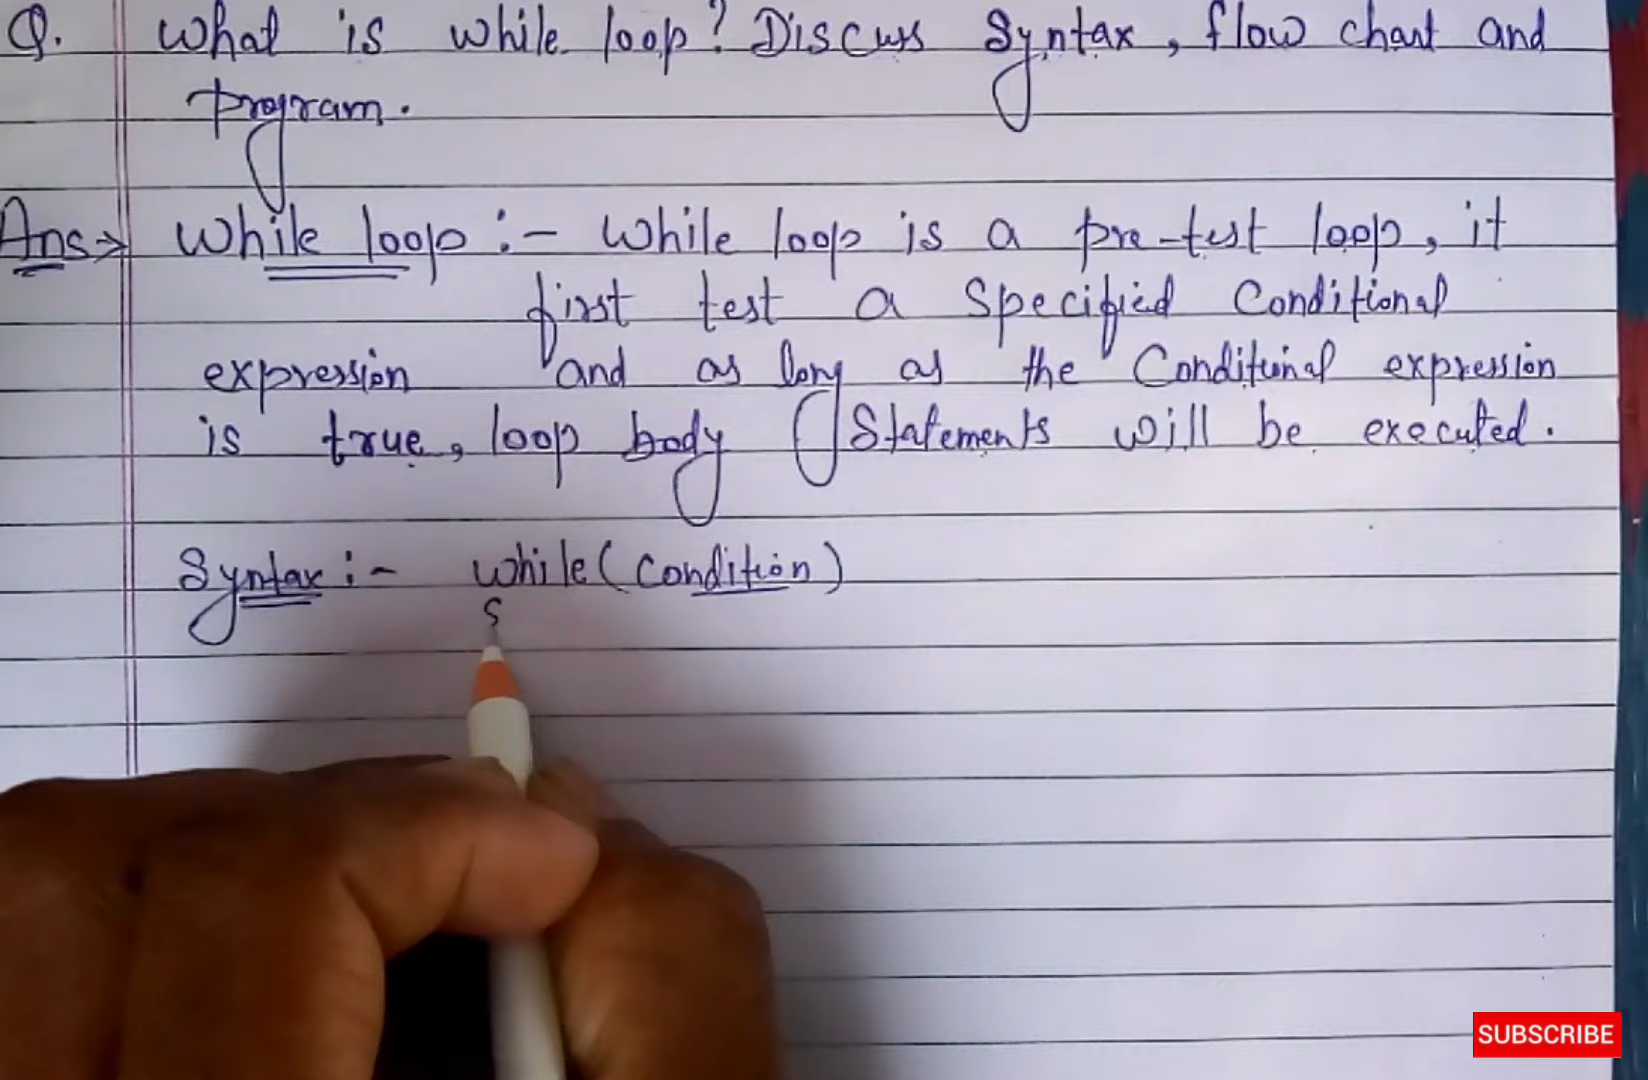 Q. What is while loop? Discuss Syntax, flow chart and
program.
Ans → While loop :- While loop is a pre-test loop, it
first test a specified Conditional
expression and as long as the Conditional expression
is true, loop body Statements will be executed.
Syntax :- while (Condition)
SUBSCRIBE